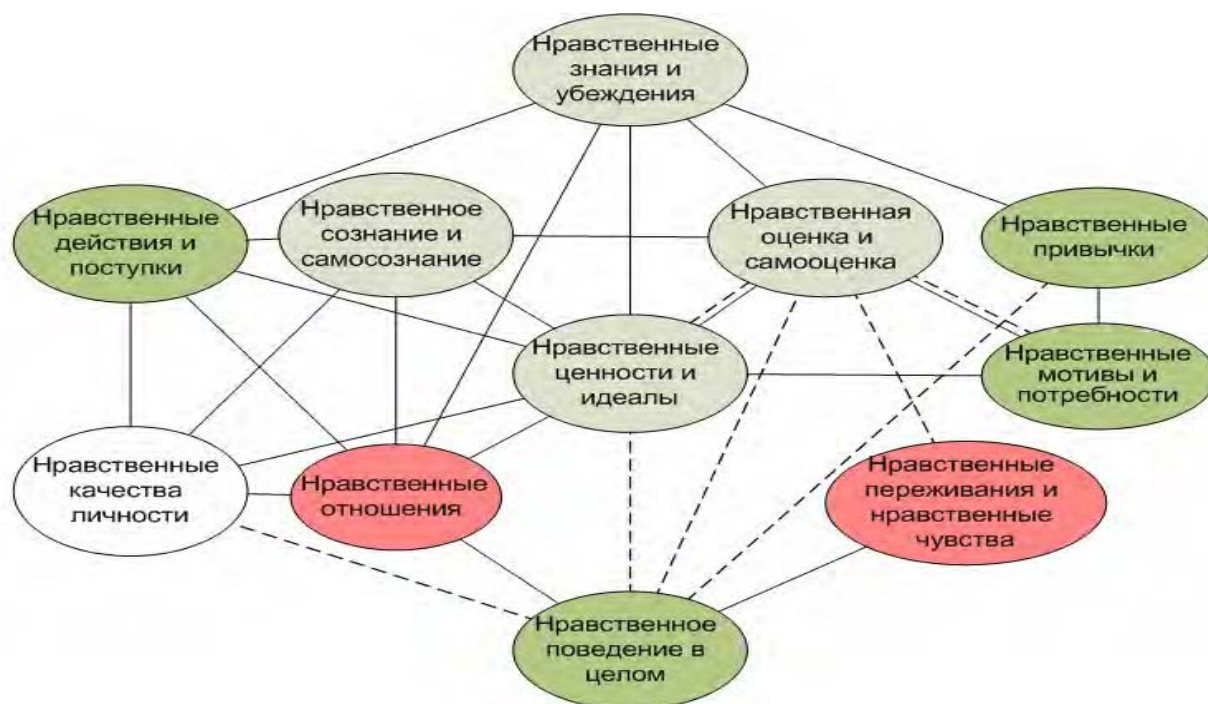 Нравственные
знания и
убеждения
Нравственные
действия и
поступки
Нравственное
сознание и
самосознание
Нравственная
оценка и
самооценка
Нравственные
привычки
Нравственные
ценности и
идеалы
Нравственные
мотивы и
потребности
Нравственные
качества
личности
Нравственные
отношения
Нравственные
переживания и
нравственные
чувства
Нравственное
поведение в
целом